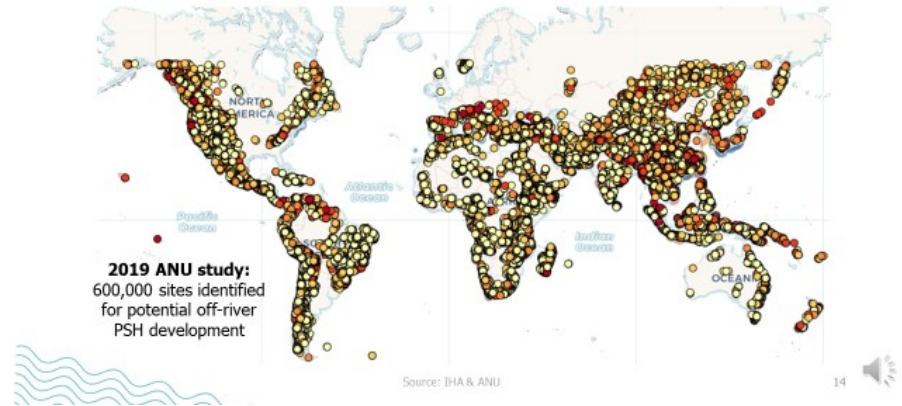 NORTH
AMERICA
Atlantic
Ocean
Pacific
Ocean
Indian
Ocean
OCEANIA
2019 ANU study:
600,000 sites identified
for potential off-river
PSH development
Source: IHA & ANU
14